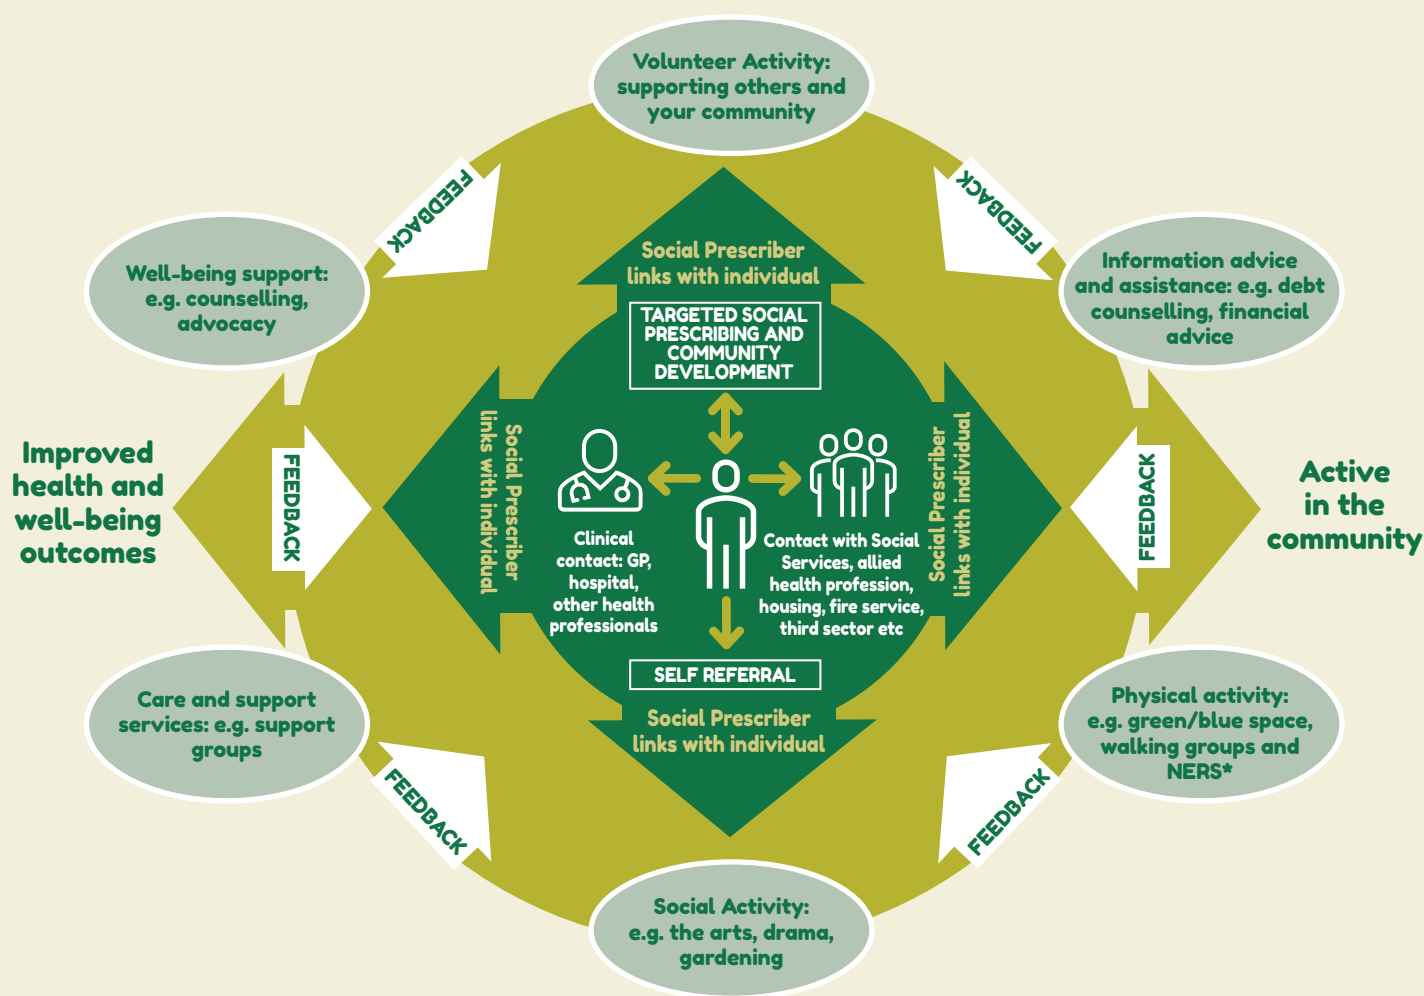 Volunteer Activity:
supporting others and
your community
FEEDBACK
FEEDBACK
Well-being support:
e.g. counselling,
advocacy
Information advice
and assistance: e.g. debt
counselling, financial
advice
Social Prescriber
links with individual
TARGETED SOCIAL
PRESCRIBING AND
COMMUNITY
DEVELOPMENT
Improved
health and
well-being
outcomes
FEEDBACK
Social Prescriber
links with individual
Clinical
contact: GP,
hospital,
other health
professionals
Contact with Social
Services, allied
health profession,
housing, fire service,
third sector etc
Social Prescriber
links with individual
FEEDBACK
Active
in the
community
SELF REFERRAL
Social Prescriber
links with individual
Care and support
services: e.g. support
groups
Physical activity:
e.g. green/blue space,
walking groups and
NERS*
FEEDBACK
FEEDBACK
Social Activity:
e.g. the arts, drama,
gardening